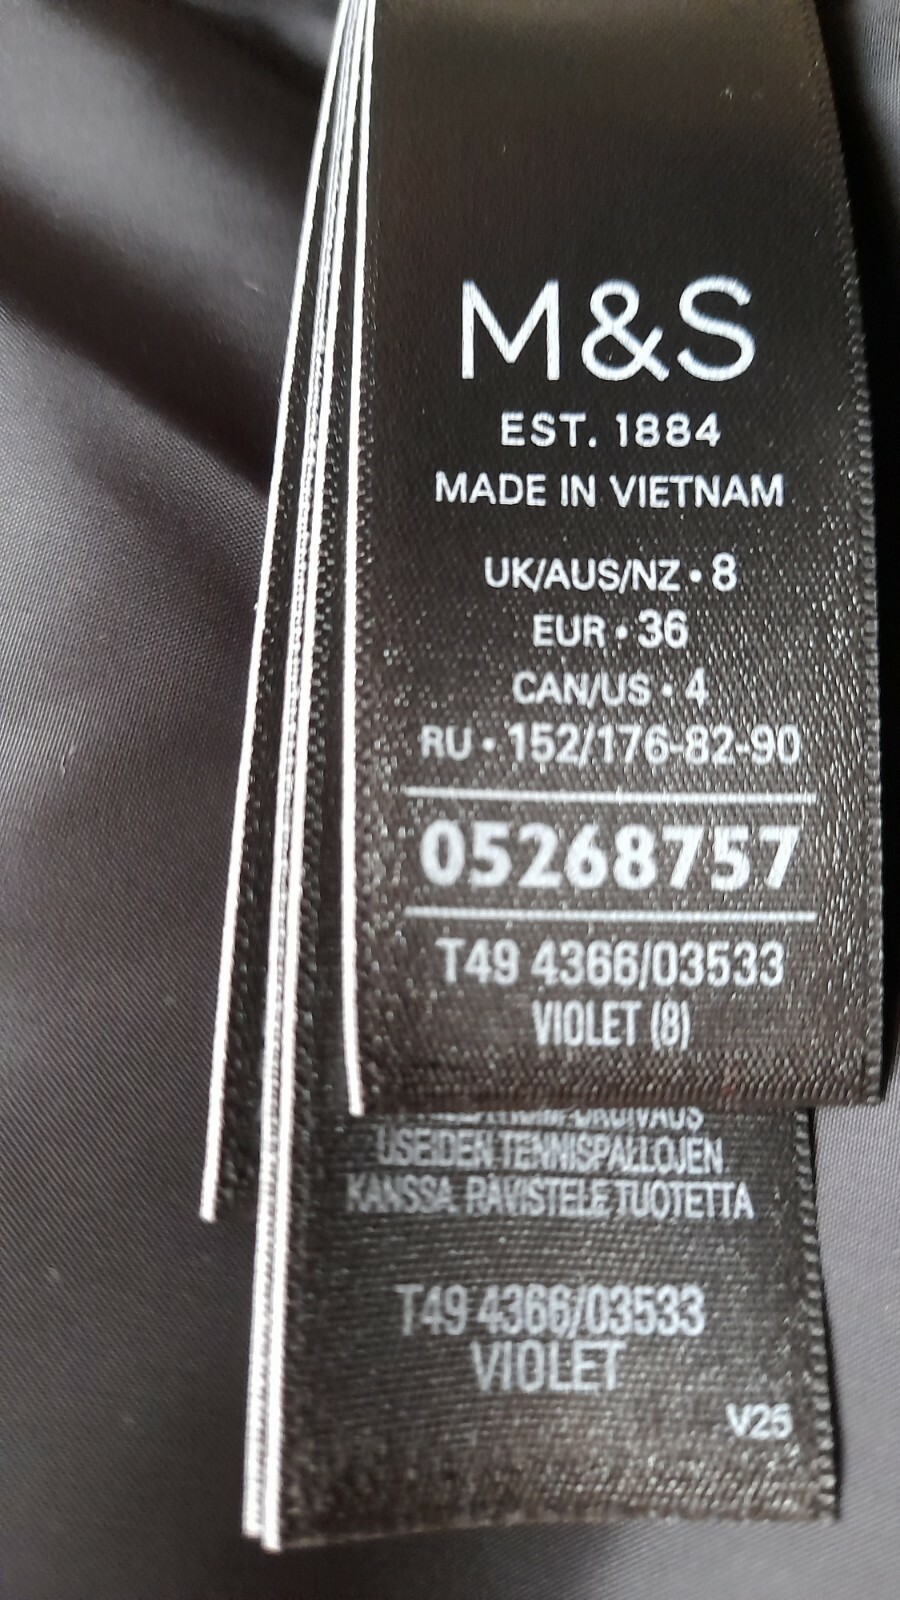 M&S
EST. 1884
MADE IN VIETNAM
UK/AUS/NZ • 8
EUR • 36
CAN/US • 4
RU • 152/176-82-90
05268757
T49 4366/03533
VIOLET (8)
USEIDEN TENNISPALLOJEN
KANSSA. RAVISTELE TUOTETTA
T49 4366/03533
VIOLET
V26